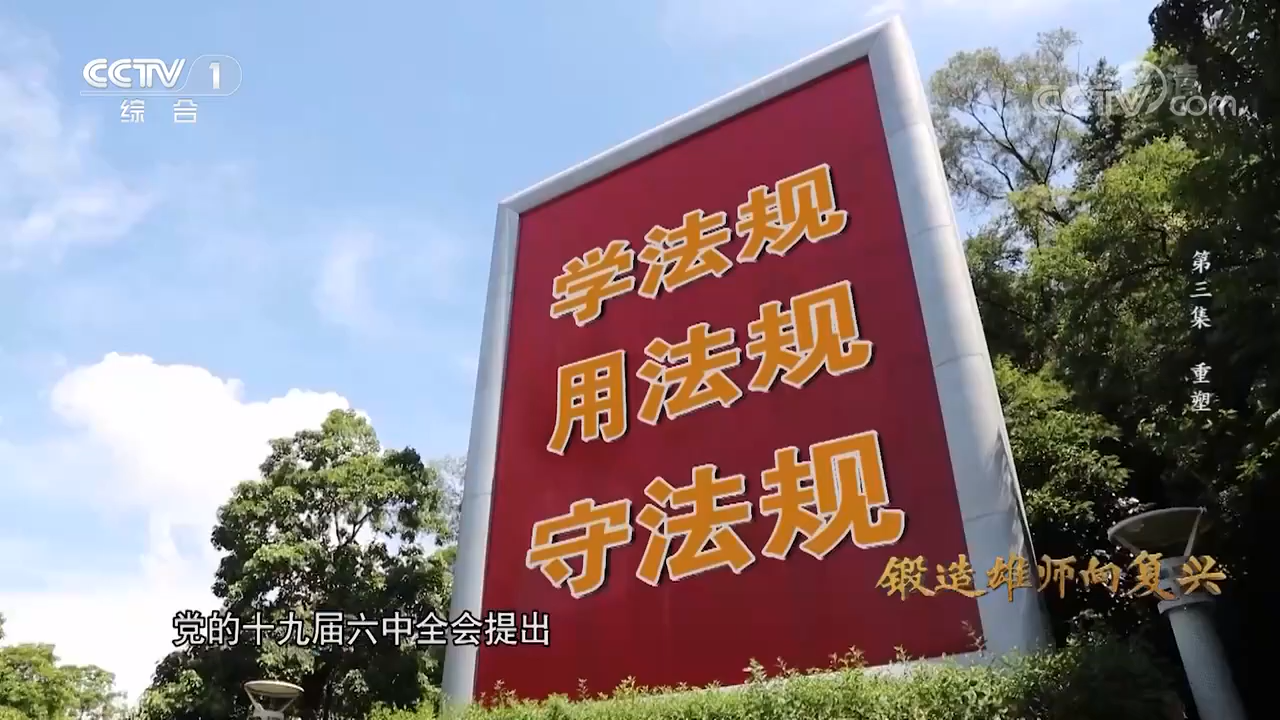 CCTV 1
综合
CCTV.com
学法规
用法规
守法规
第三集 重塑
锻造雄师向复兴
党的十九届六中全会提出